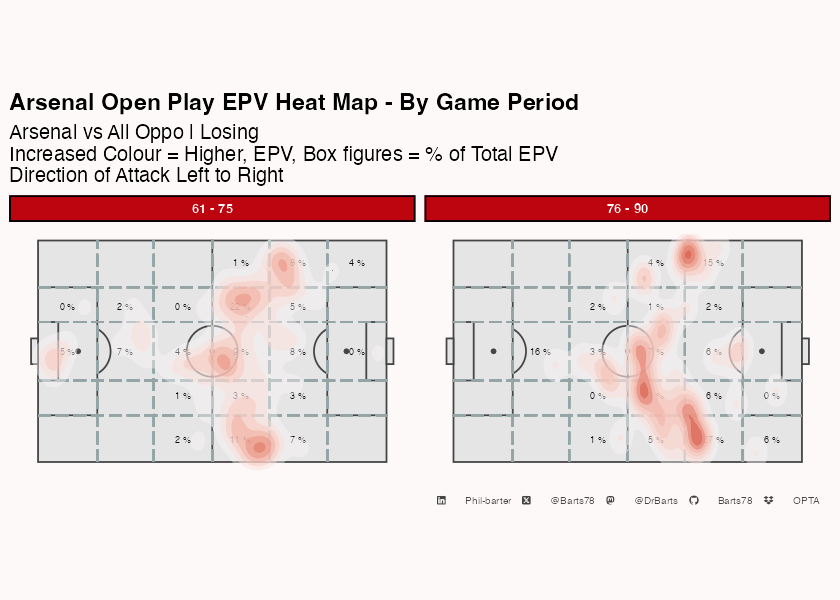 Arsenal Open Play EPV Heat Map - By Game Period
Arsenal vs All Oppo I Losing
Increased Colour = Higher, EPV, Box figures = % of Total EPV
Direction of Attack Left to Right
61 - 75
1 % 4 %
0 % 2 % 0 % 22 % 5 %
5% 7 % 4 % 8 % 0 %
1 % 3 % 3 %
2 % 11 % 7 %
76 - 90
4 % 15 %
2 % 1 % 2 %
16 % 3 % 6 %
0 % 6 % 0 %
1 % 5 % 6 %
Phil-barter @Barts78 @DrBarts Barts78 OPTA